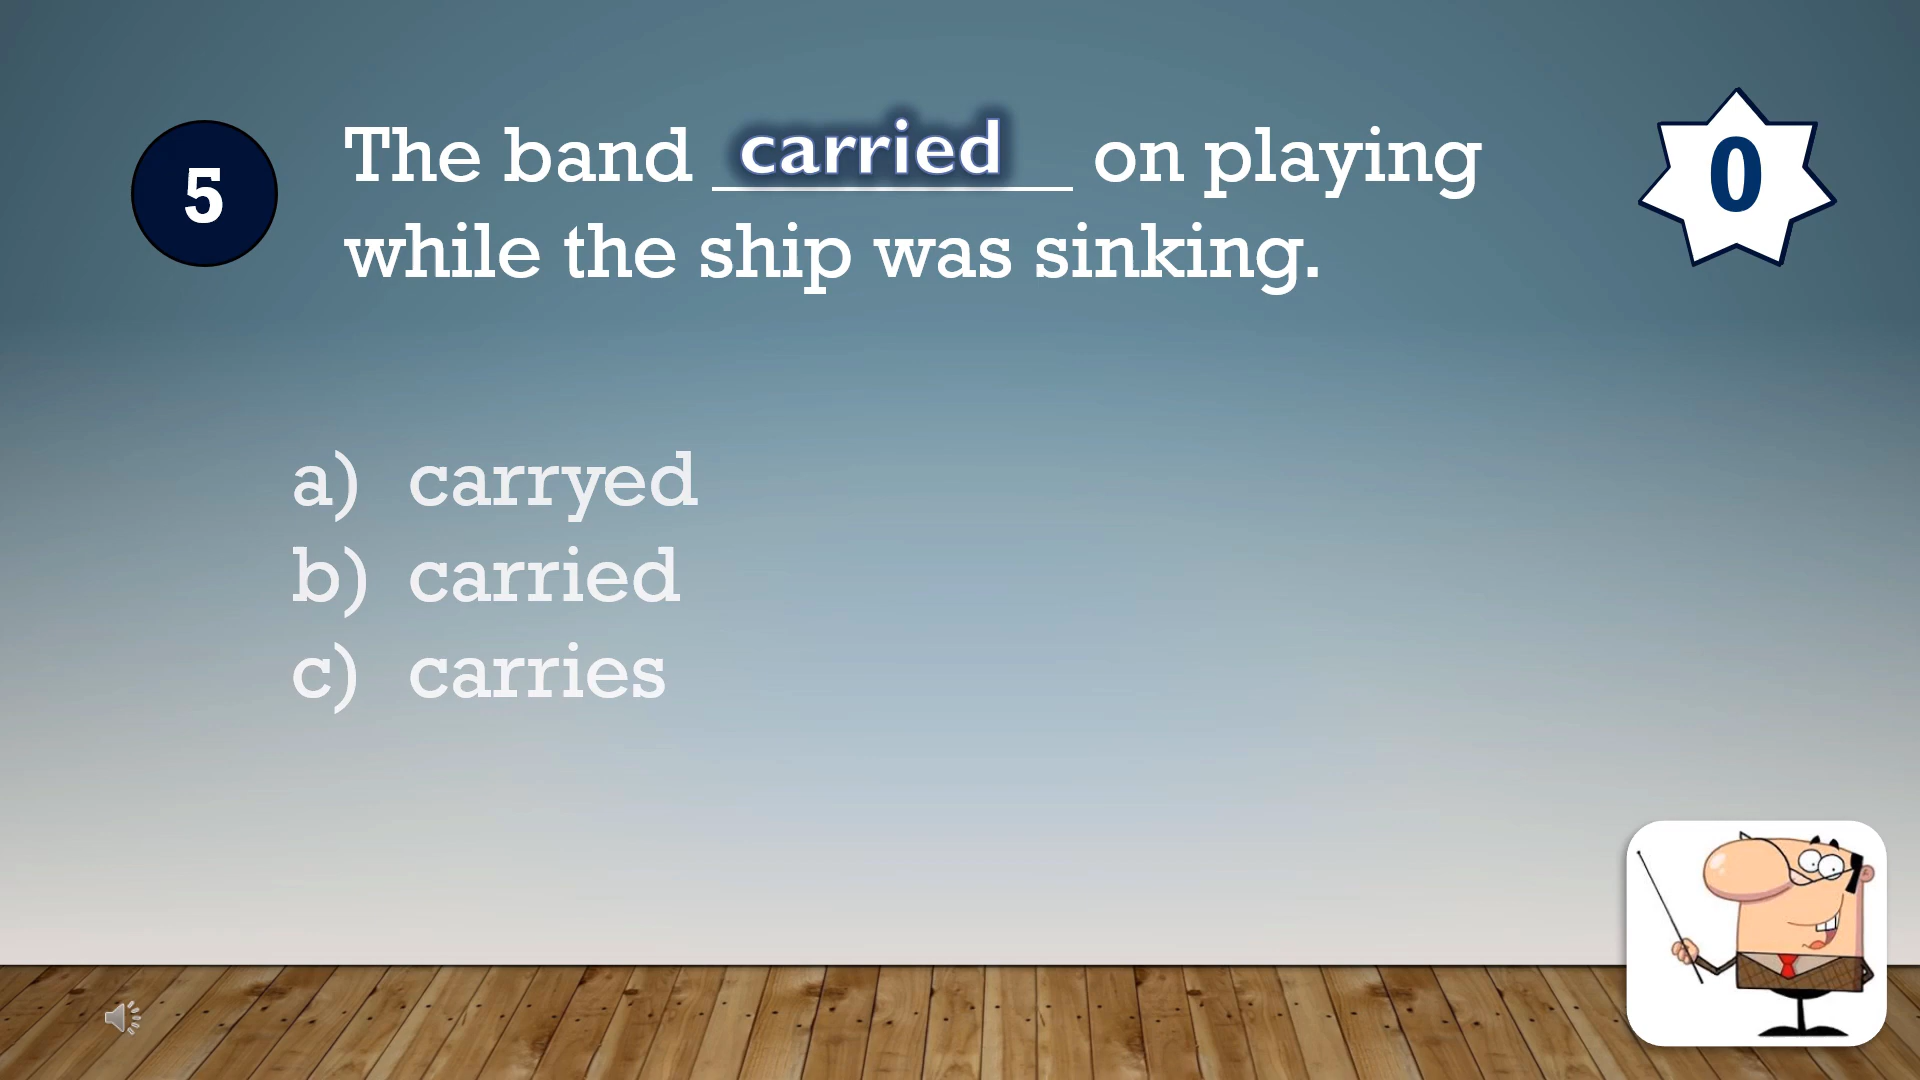 5
The band carried on playing
while the ship was sinking.
0
a) carryed
b) carried
c) carries